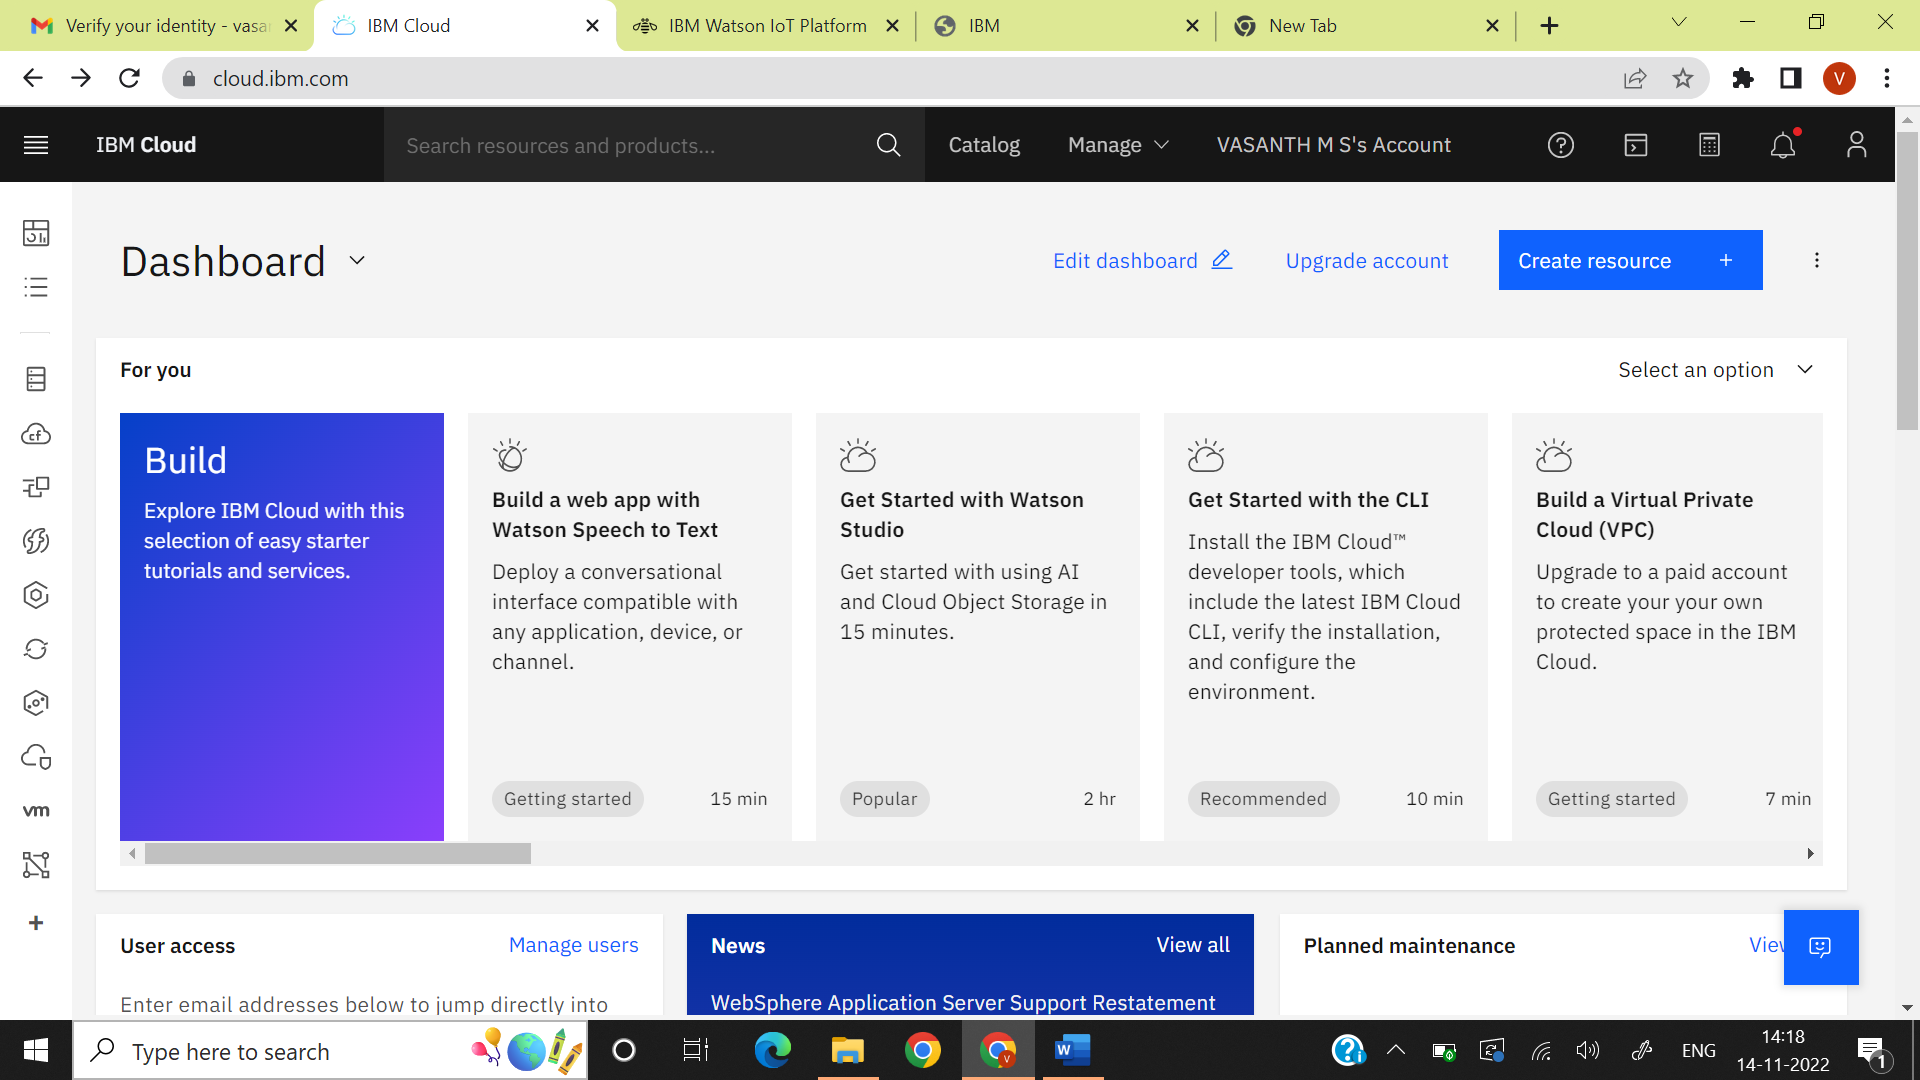 Verify your identity - vasa
IBM Cloud
IBM Watson IoT Platform
IBM
New Tab
cloud.ibm.com
V
IBM Cloud
Search resources and products...
Catalog
Manage
VASANTH M S's Account
Dashboard
Edit dashboard
Upgrade account
Create resource
For you
Select an option
Build
Explore IBM Cloud with this
selection of easy starter
tutorials and services.
Build a web app with
Watson Speech to Text
Deploy a conversational
interface compatible with
any application, device, or
channel.
Getting started
15 min
Get Started with Watson
Studio
Get started with using AI
and Cloud Object Storage in
15 minutes.
Popular
2 hr
Get Started with the CLI
Install the IBM Cloud™
developer tools, which
include the latest IBM Cloud
CLI, verify the installation,
and configure the
environment.
Recommended
10 min
Build a Virtual Private
Cloud (VPC)
Upgrade to a paid account
to create your your own
protected space in the IBM
Cloud.
Getting started
7 min
cf
vm
User access
Manage users
Enter email addresses below to jump directly into
News
View all
WebSphere Application Server Support Restatement
Planned maintenance
View
Type here to search
V
W
ENG
14:18
14-11-2022
1